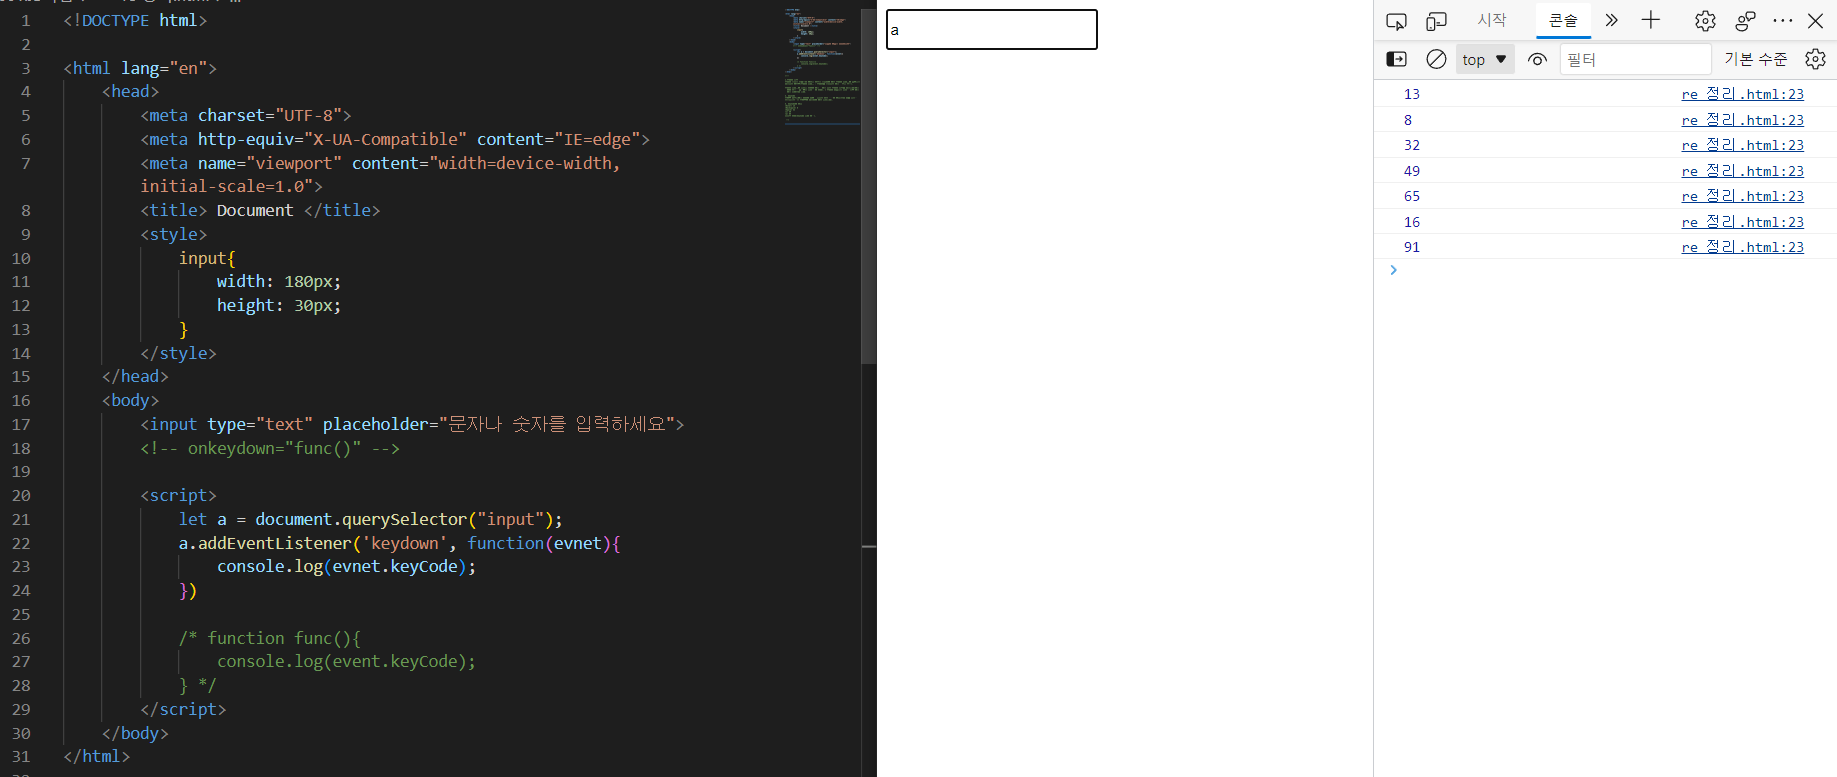 1 <!DOCTYPE html>
2
3 <html lang="en">
4 <head>
5 <meta charset="UTF-8">
6 <meta http-equiv="X-UA-Compatible" content="IE=edge">
7 <meta name="viewport" content="width=device-width,
initial-scale=1.0">
8 <title> Document </title>
9 <style>
10 input{
11 width: 180px;
12 height: 30px;
13 }
14 </style>
15 </head>
16 <body>
17 <input type="text" placeholder="문자나 숫자를 입력하세요">
18 <!-- onkeydown="func()" -->
19
20 <script>
21 let a = document.querySelector("input");
22 a.addEventListener('keydown', function(evnet){
23 console.log(evnet.keyCode);
24 })
25
26 /* function func(){
27 console.log(event.keyCode);
28 } */
29 </script>
30 </body>
31 </html>
a
시작 콘솔
top 필터 기본 수준
13 re 정리.html:23
8 re 정리.html:23
32 re 정리.html:23
49 re 정리.html:23
65 re 정리.html:23
16 re 정리.html:23
91 re 정리.html:23